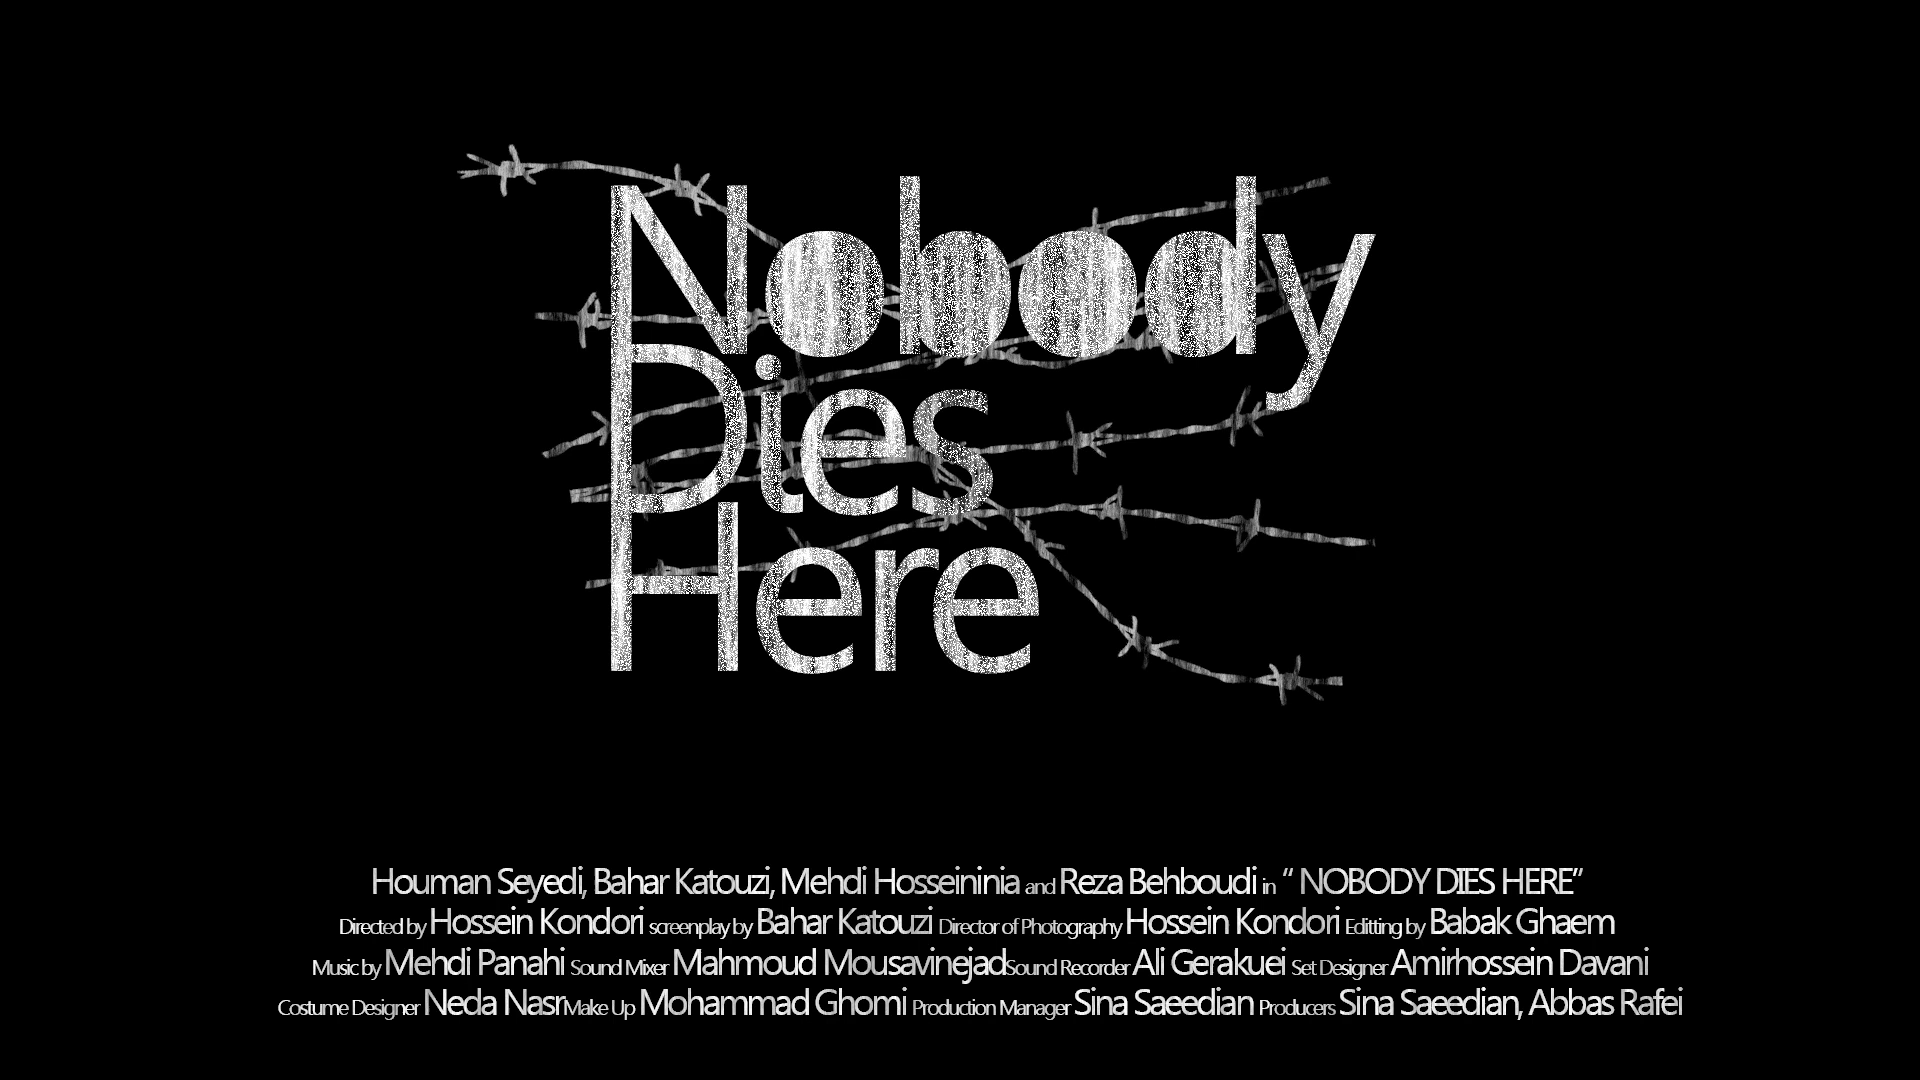 Nobody
Dies
Here
Houman Seyedi, Bahar Katouzi, Mehdi Hosseininia and Reza Behboudi in “ NOBODY DIES HERE”
Directed by Hossein Kondori screenplay by Bahar Katouzi Director of Photography Hossein Kondori Editting by Babak Ghaem
Music by Mehdi Panahi Sound Mixer Mahmoud Mousavinejad Sound Recorder Ali Gerakuei Set Designer Amirhossein Davani
Costume Designer Neda Nasr Make Up Mohammad Ghomi Production Manager Sina Saeedian Producers Sina Saeedian, Abbas Rafei